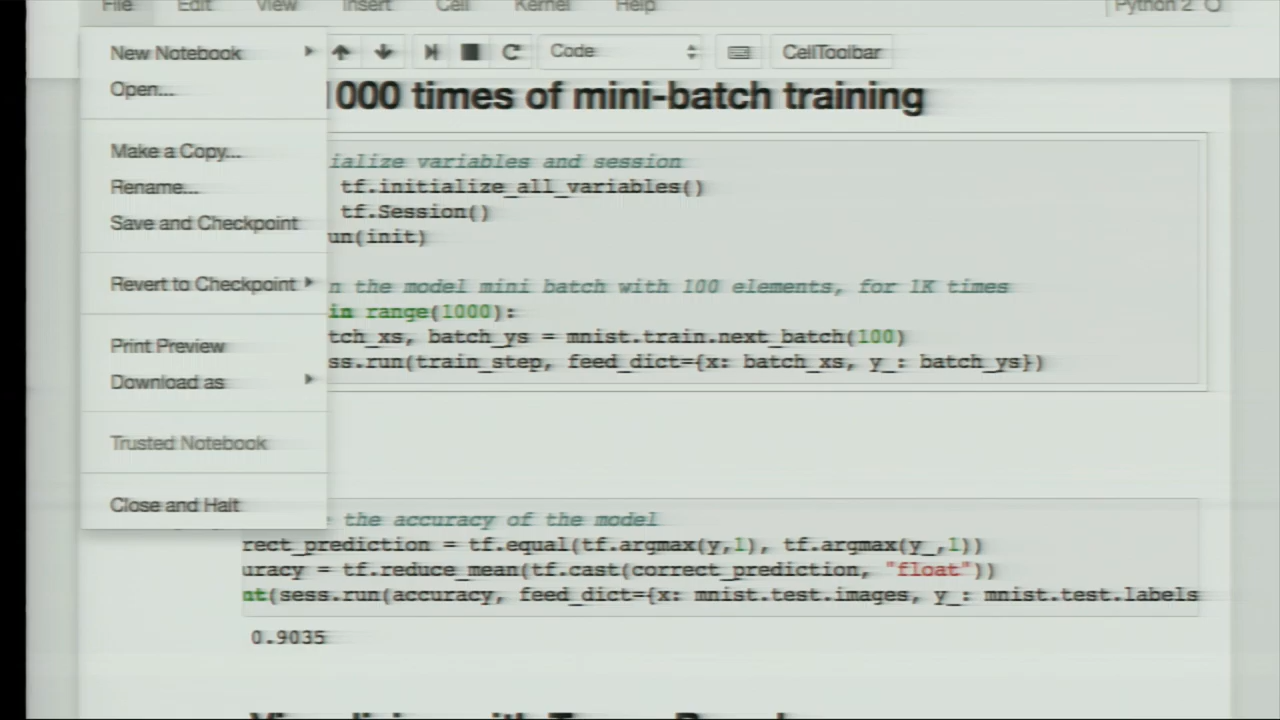 File Edit View Insert Cell Kernel Help Python 2
New Notebook
Open...
Make a Copy...
Rename...
Save and Checkpoint
Revert to Checkpoint
Print Preview
Download as
Trusted Notebook
Close and Halt
Code CellToolbar
1000 times of mini-batch training
ialize variables and session
tf.initialize_all_variables()
tf.Session()
un(init)
n the model mini batch with 100 elements, for 1K times
in range(1000):
tch_xs, batch_ys = mnist.train.next_batch(100)
ss.run(train_step, feed_dict={x: batch_xs, y_: batch_ys})
the accuracy of the model
rect_prediction = tf.equal(tf.argmax(y,1), tf.argmax(y_,1))
uracy = tf.reduce_mean(tf.cast(correct_prediction, "float"))
nt(sess.run(accuracy, feed_dict={x: mnist.test.images, y_: mnist.test.labels
0.9035